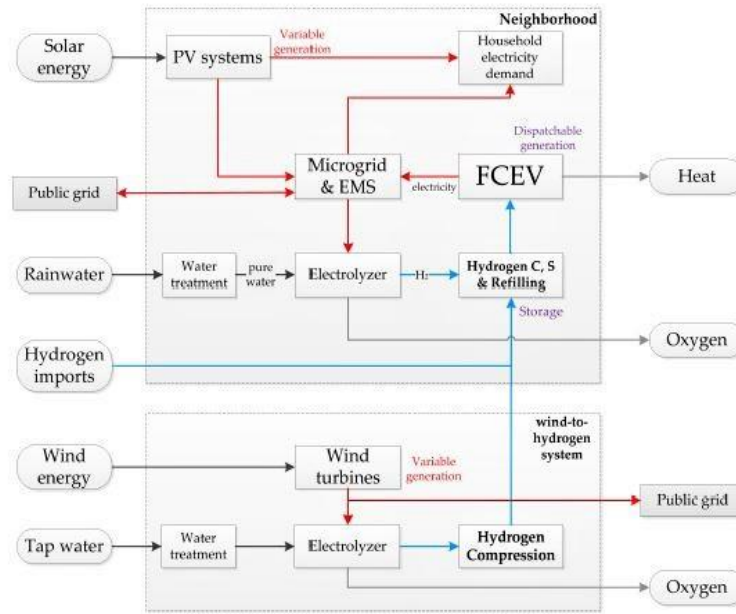 Neighborhood
Solar
energy
PV systems
Variable
generation
Household
electricity
demand
Dispatchable
generation
Public grid
Microgrid
& EMS
electricity
FCEV
Heat
Rainwater
Water
treatment
pure
water
Electrolyzer
H₂
Hydrogen C, S
& Refilling
Storage
Oxygen
Hydrogen
imports
wind-to-
hydrogen
system
Wind
energy
Wind
turbines
Variable
generation
Public grid
Tap water
Water
treatment
Electrolyzer
Hydrogen
Compression
Oxygen